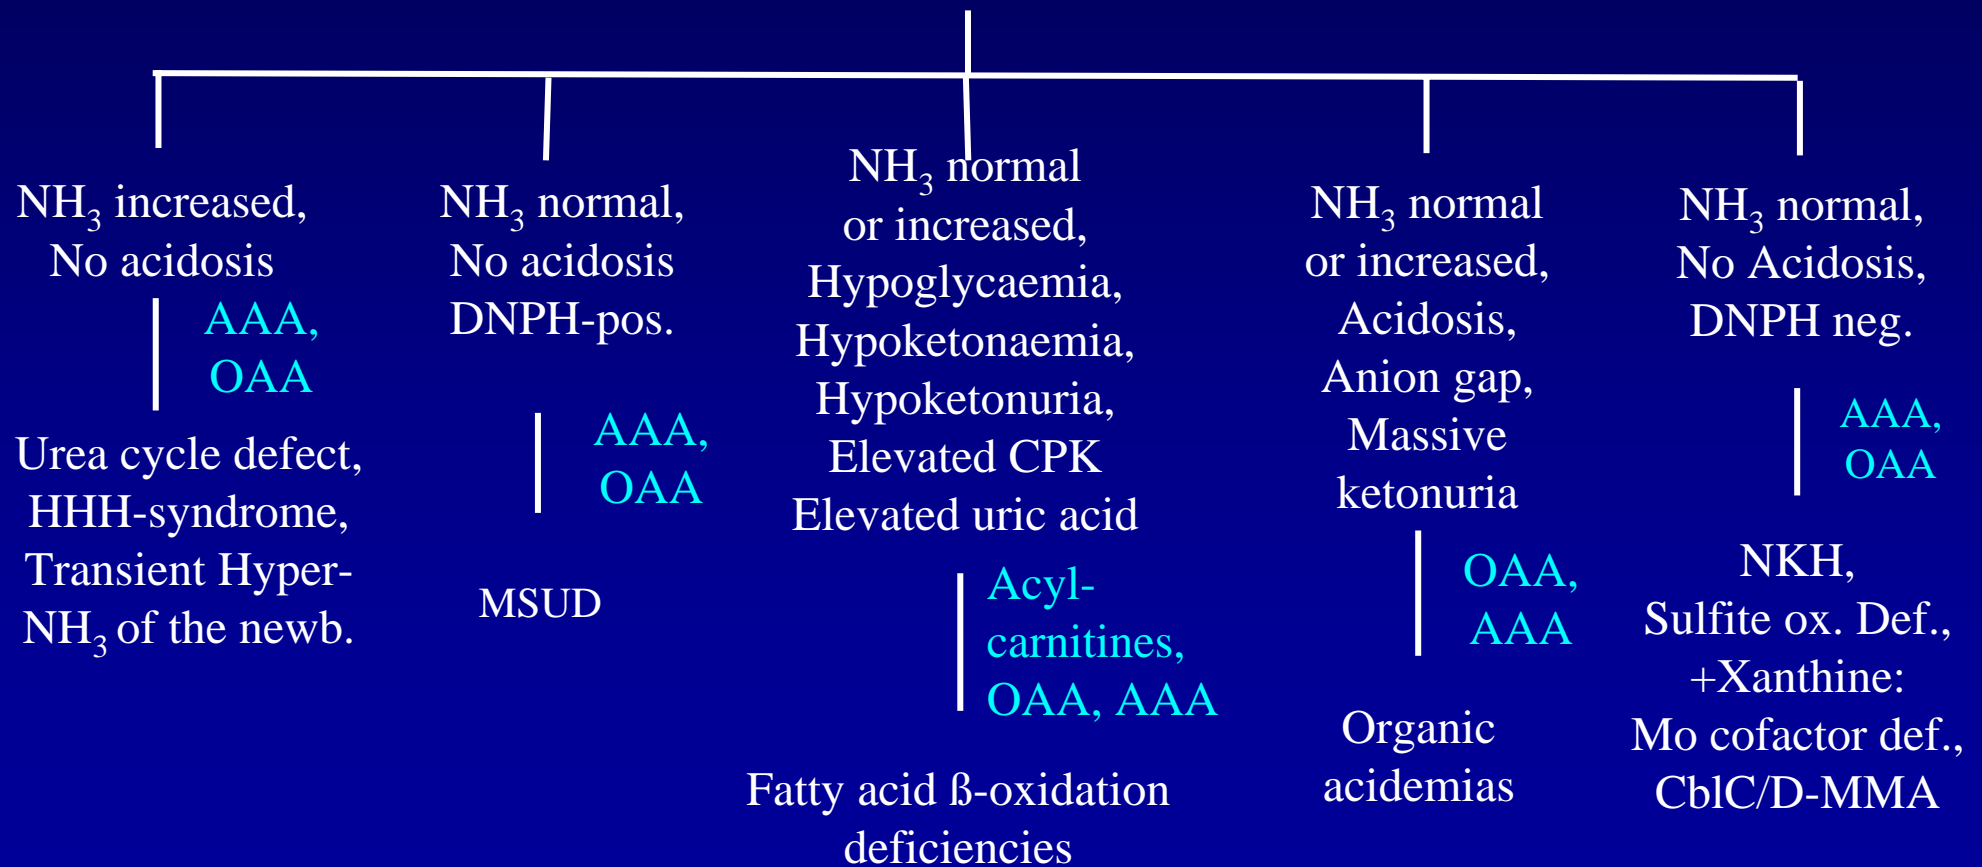 NH₃ increased,
No acidosis
AAA,
OAA
Urea cycle defect,
HHH-syndrome,
Transient Hyper-
NH₃ of the newb.
NH₃ normal,
No acidosis
DNPH-pos.
AAA,
OAA
MSUD
NH₃ normal
or increased,
Hypoglycaemia,
Hypoketonaemia,
Hypoketonuria,
Elevated CPK
Elevated uric acid
Acyl-
carnitines,
OAA, AAA
Fatty acid ß-oxidation
deficiencies
NH₃ normal
or increased,
Acidosis,
Anion gap,
Massive
ketonuria
OAA,
AAA
Organic
acidemias
NH₃ normal,
No Acidosis,
DNPH neg.
AAA,
OAA
NKH,
Sulfite ox. Def.,
+Xanthine:
Mo cofactor def.,
CblC/D-MMA